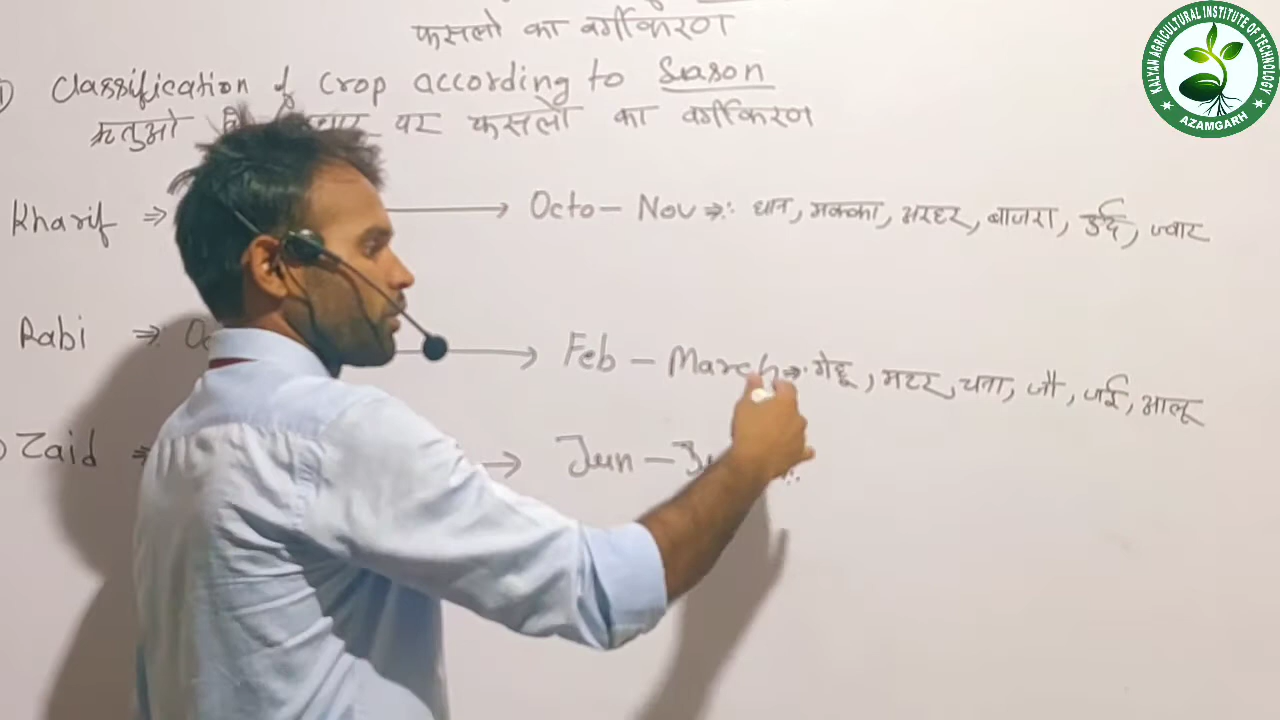 फसलो का वर्गीकरण
Classification of Crop according to Season
ऋतुओ पर फसलो का वर्गीकरण
Kharif ⇒ → Octo - Nov ⇒: धान, मक्का, अरहर, बाजरा, उर्द, ज्वार
Rabi ⇒: → Feb - March ⇒: गेहू, मटर, चना, जौ, जई, आलू
Zaid ⇒ → Jun -
KALYAN AGRICULTURAL INSTITUTE OF TECHNOLOGY
AZAMGARH